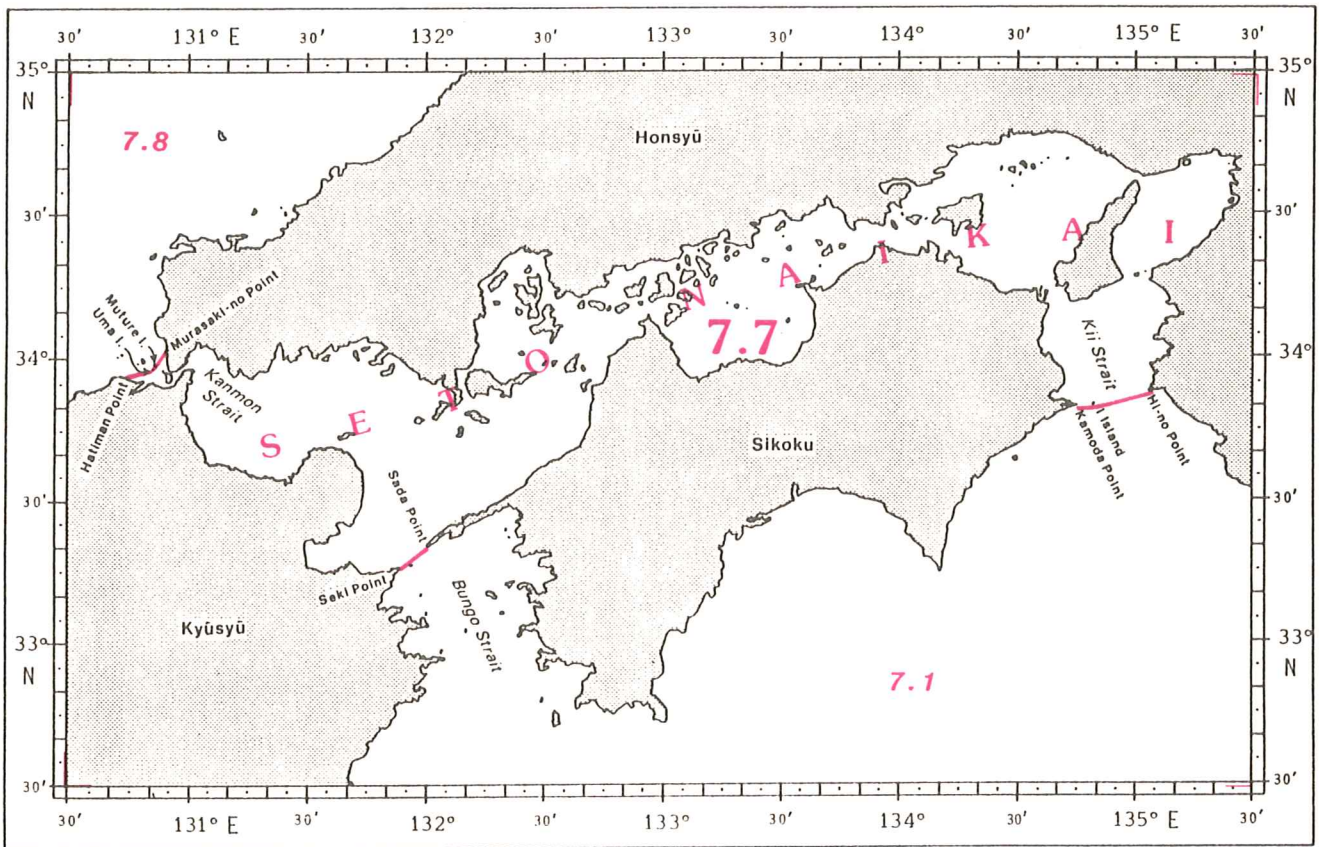 30' 131° E 30' 132° 30' 133° 30' 134° 30' 135° E 30'
35° 35°
N N
7.8
Honsyū
30' 30'
S E T O N A I K A I
7.7
Muture I.
Uma I.
Murasaki-no Point
34° 34°
Hatiman Point
Kammon
Strait
Kii Strait
Sikoku
I Island
Kamoda Point
Hi-no Point
Sada Point
30' 30'
Seki Point
Bungo Strait
Kyūsyū
33° 33°
N N
7.1
30' 30'
30' 131° E 30' 132° 30' 133° 30' 134° 30' 135° E 30'